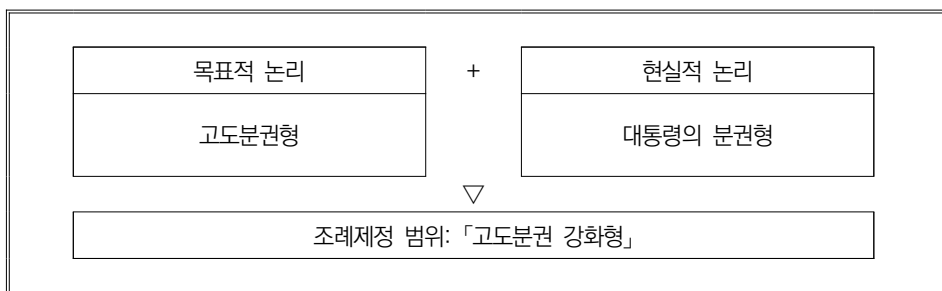 목표적 논리
+
현실적 논리
고도분권형
대통령의 분권형
▽
조례제정 범위:「고도분권 강화형」